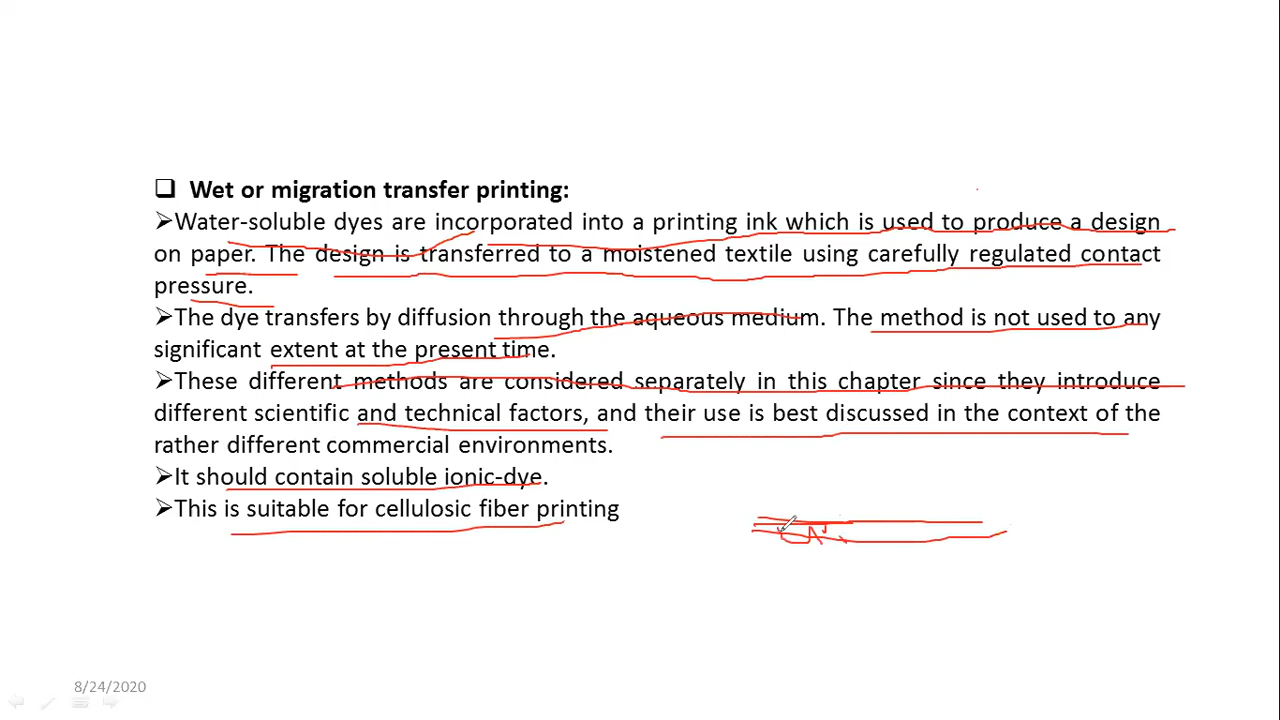 ❑ Wet or migration transfer printing:
➢Water-soluble dyes are incorporated into a printing ink which is used to produce a design
on paper. The design is transferred to a moistened textile using carefully regulated contact
pressure.
➢The dye transfers by diffusion through the aqueous medium. The method is not used to any
significant extent at the present time.
➢These different methods are considered separately in this chapter since they introduce
different scientific and technical factors, and their use is best discussed in the context of the
rather different commercial environments.
➢It should contain soluble ionic-dye.
➢This is suitable for cellulosic fiber printing
8/24/2020